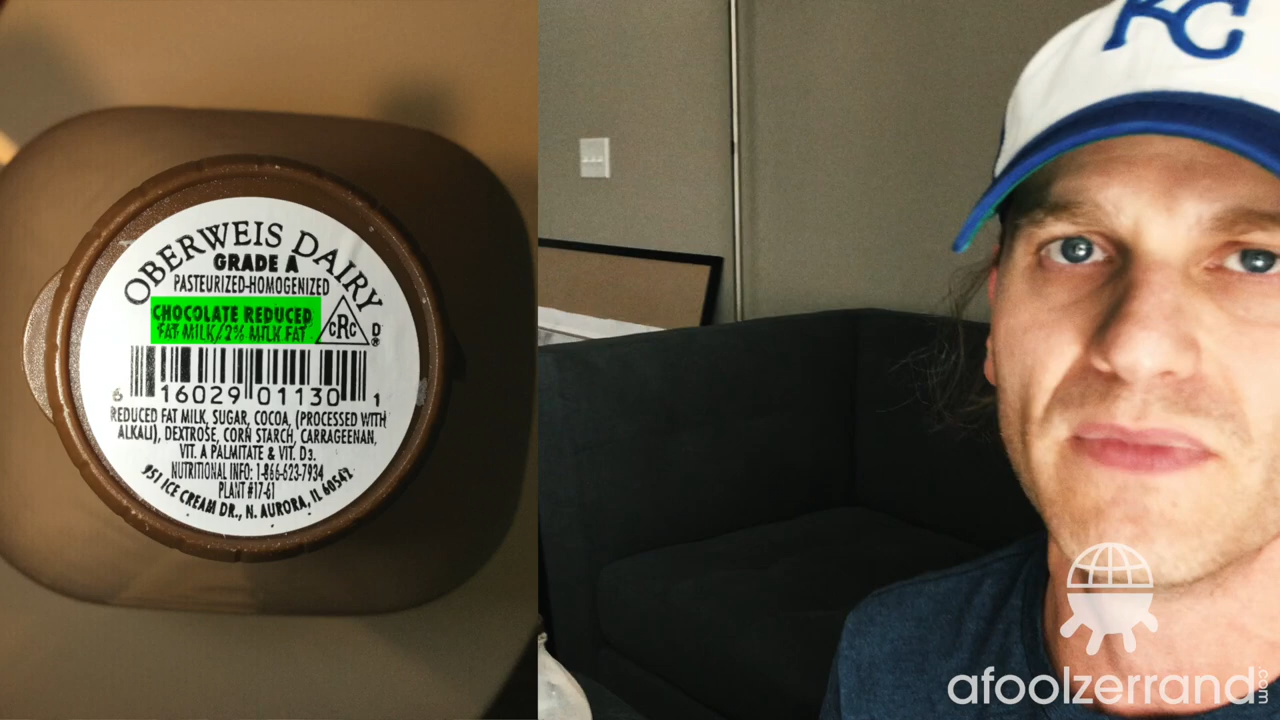 OBERWEIS DAIRY
GRADE A
PASTEURIZED-HOMOGENIZED
CHOCOLATE REDUCED
FAT MILK/2% MILK FAT
CRC
D®
6 16029 01130 1
REDUCED FAT MILK, SUGAR, COCOA, (PROCESSED WITH
ALKALI), DEXTROSE, CORN STARCH, CARRAGEENAN,
VIT. A PALMITATE & VIT. D3.
NUTRITIONAL INFO: 1-866-623-7934
PLANT #17-61
951 ICE CREAM DR., N. AURORA, IL 60542
KC
afoolzerrand.com